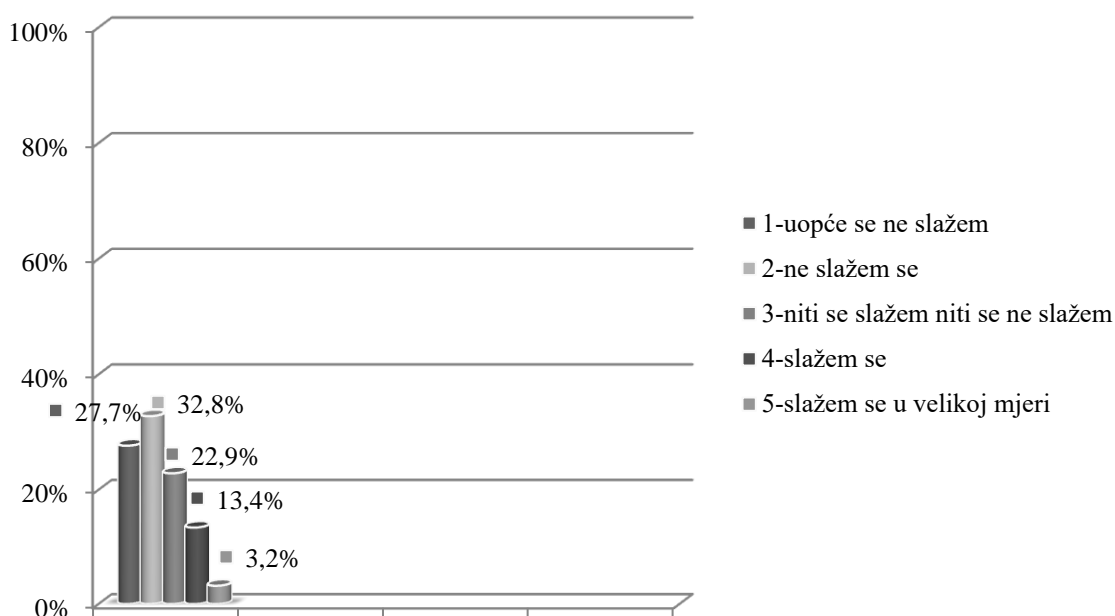 100%
80%
60%
40%
20%
0%
27,7%
32,8%
22,9%
13,4%
3,2%
1-uopće se ne slažem
2-ne slažem se
3-niti se slažem niti se ne slažem
4-slažem se
5-slažem se u velikoj mjeri